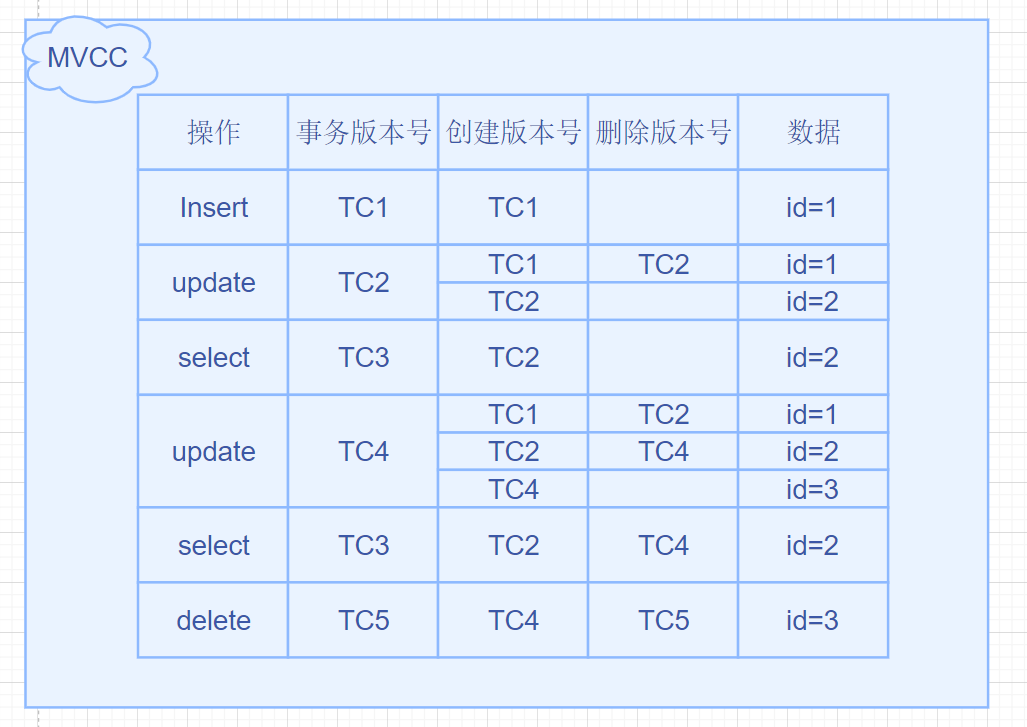 MVCC
操作 事务版本号 创建版本号 删除版本号 数据
Insert TC1 TC1 id=1
update TC2 TC1 TC2 id=1
TC2 id=2
select TC3 TC2 id=2
update TC4 TC1 TC2 id=1
TC2 TC4 id=2
TC4 id=3
select TC3 TC2 TC4 id=2
delete TC5 TC4 TC5 id=3